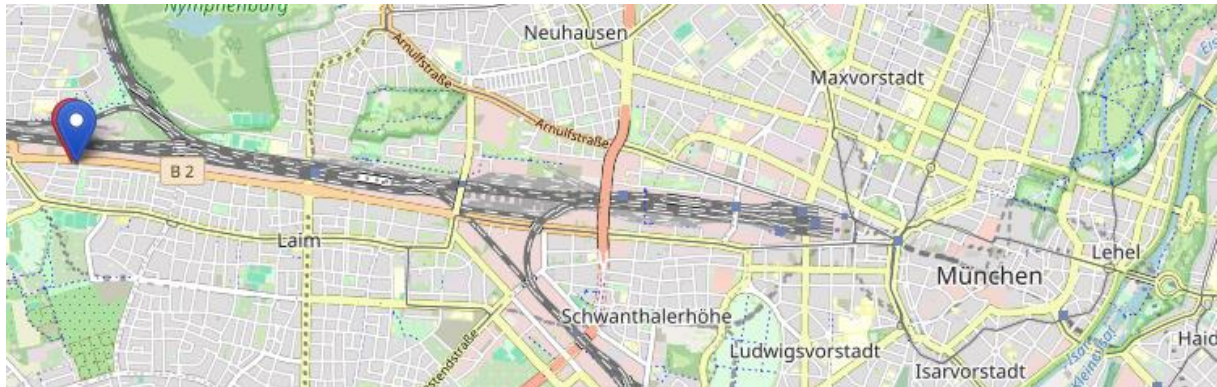 Nymphenburg
Neuhausen
Arnulfstraße
Maxvorstadt
Arnulfstraße
B 2
Laim
Lehel
München
Schwanthalerhöhe
Ludwigsvorstadt
Isarvorstadt
Haid